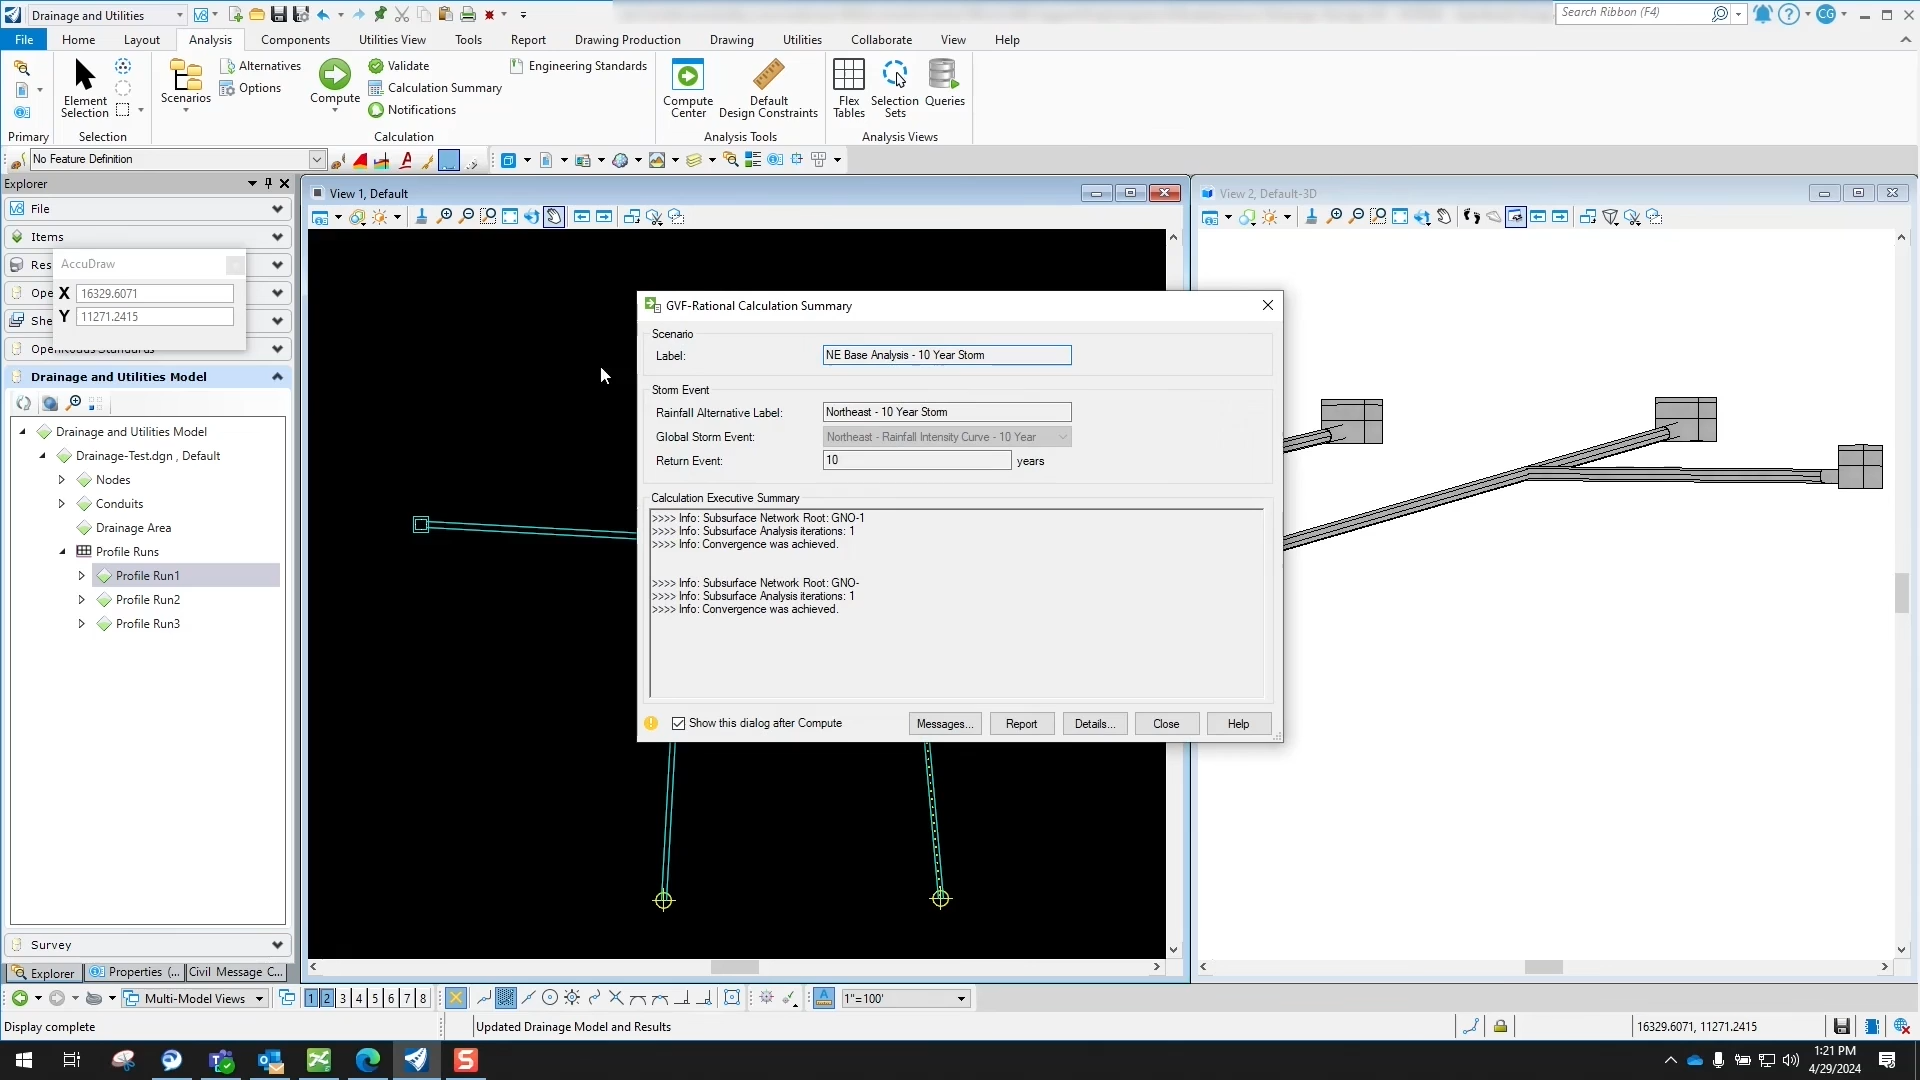 Drainage and Utilities
Search Ribbon (F4)
CG
File Home Layout Analysis Components Utilities View Tools Report Drawing Production Drawing Utilities Collaborate View Help
Element Selection
Scenarios
Alternatives
Options
Compute
Validate
Calculation Summary
Notifications
Engineering Standards
Compute Center
Default Design Constraints
Flex Tables
Selection Sets
Queries
Primary Selection Calculation Analysis Tools Analysis Views
No Feature Definition
Explorer
File
Items
Res
Ope
She
OpenRoads Standards
AccuDraw
X 16329.6071
Y 11271.2415
Drainage and Utilities Model
Drainage and Utilities Model
Drainage-Test.dgn , Default
Nodes
Conduits
Drainage Area
Profile Runs
Profile Run1
Profile Run2
Profile Run3
Survey
Explorer Properties (... Civil Message C...
View 1, Default
View 2, Default-3D
GVF-Rational Calculation Summary
Scenario
Label: NE Base Analysis - 10 Year Storm
Storm Event
Rainfall Alternative Label: Northeast - 10 Year Storm
Global Storm Event: Northeast - Rainfall Intensity Curve - 10 Year
Return Event: 10 years
Calculation Executive Summary
>>>> Info: Subsurface Network Root: GNO-1
>>>> Info: Subsurface Analysis iterations: 1
>>>> Info: Convergence was achieved.
>>>> Info: Subsurface Network Root: GNO-
>>>> Info: Subsurface Analysis iterations: 1
>>>> Info: Convergence was achieved.
Show this dialog after Compute
Messages... Report Details... Close Help
Multi-Model Views 1 2 3 4 5 6 7 8 1"=100'
Display complete
Updated Drainage Model and Results
16329.6071, 11271.2415
1:21 PM
4/29/2024